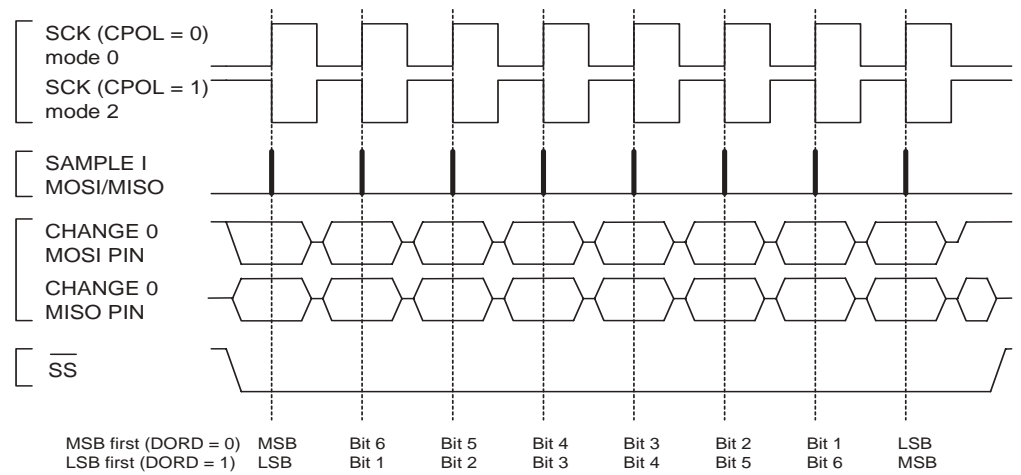 SCK (CPOL = 0)
mode 0
SCK (CPOL = 1)
mode 2
SAMPLE I
MOSI/MISO
CHANGE 0
MOSI PIN
CHANGE 0
MISO PIN
SS
MSB first (DORD = 0) MSB Bit 6 Bit 5 Bit 4 Bit 3 Bit 2 Bit 1 LSB
LSB first (DORD = 1) LSB Bit 1 Bit 2 Bit 3 Bit 4 Bit 5 Bit 6 MSB